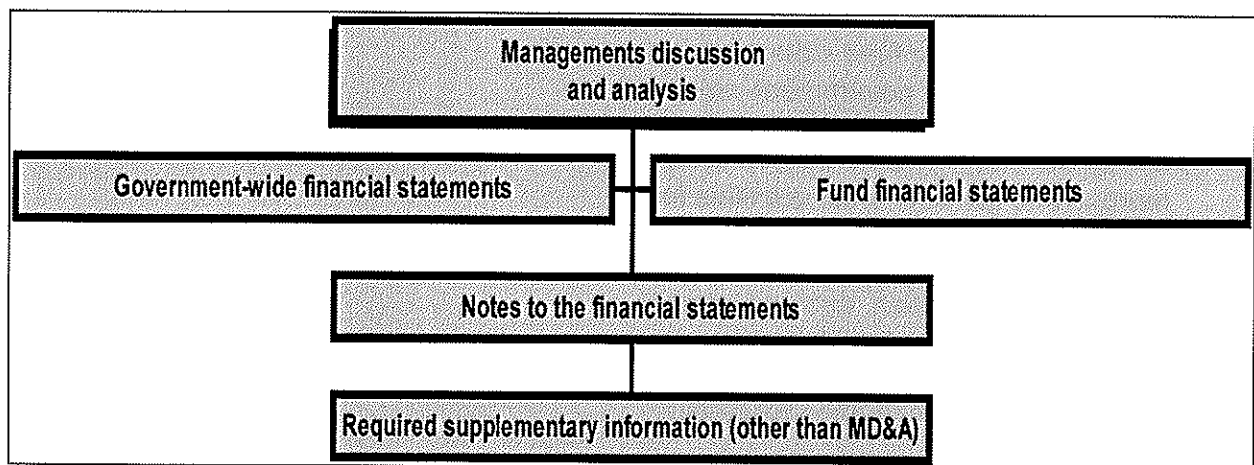 Managements discussion
and analysis
Government-wide financial statements
Fund financial statements
Notes to the financial statements
Required supplementary information (other than MD&A)